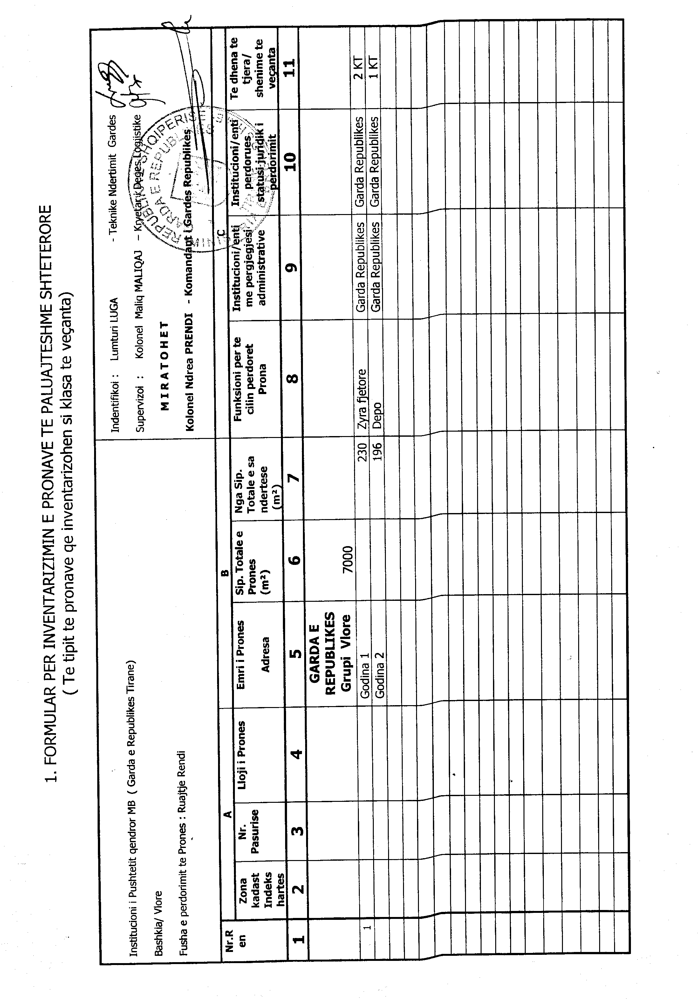 1. FORMULAR PER INVENTARIZIMIN E PRONAVE TE PALUAJTESHME SHTETERORE
( Te tipit te pronave qe inventarizohen si klasa te veçanta)
Institucioni i Pushtetit qendror MB ( Garda e Republikes Tirane)
Bashkia/ Vlore
Fusha e perdorimit te Prones : Ruajtje Rendi
Indentifikoi : Lumturi LUGA - Teknike Ndertimit Gardes
Supervizoi : Kolonel Maliq MALIQAJ – Kryetar i Deges Logjistike
MIRATOHET
Kolonel Ndrea PRENDI - Komandant i Gardes Republikes
A B C
Nr.R
en
Zona
kadast
Indeks
hartes
Nr.
Pasurise
Lloji i Prones
Emri i Prones
Adresa
Sip. Totale e
Prones
(m²)
Nga Sip.
Totale e sa
ndertese
(m²)
Funksioni per te
cilin perdoret
Prona
Institucioni/enti
me pergjegjesi
administrative
Institucioni/enti
perdorues
statusi juridik i
perdorimit
Te dhena te
tjera/
shenime te
veçanta
1 2 3 4 5 6 7 8 9 10 11
GARDA E
REPUBLIKES
Grupi Vlore 7000
1 Godina 1 230 Zyra fjetore Garda Republikes Garda Republikes 2 KT
Godina 2 196 Depo Garda Republikes Garda Republikes 1 KT
GARDA E REPUBLIKES